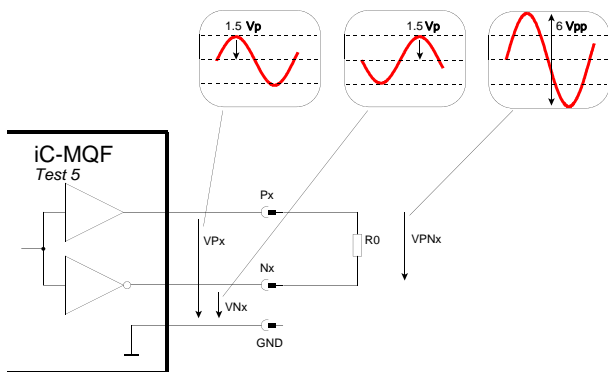 1.5 Vp
1.5 Vp
6 Vpp
iC-MQF
Test 5
Px
VPx
R0
VPNx
Nx
VNx
GND